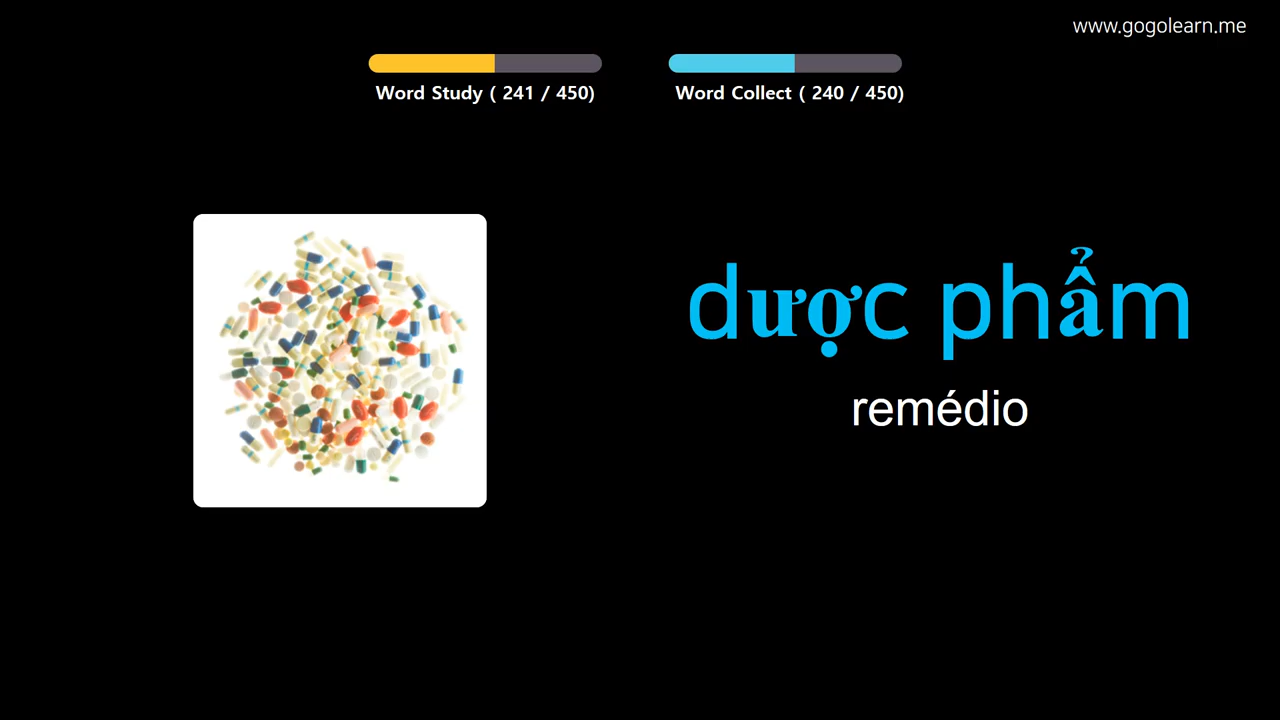 www.gogolearn.me
Word Study ( 241 / 450)
Word Collect ( 240 / 450)
dược phẩm
remédio